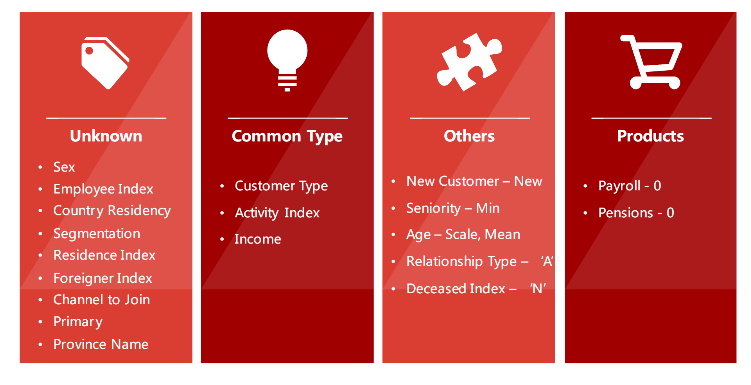 Unknown
• Sex
• Employee Index
• Country Residency
• Segmentation
• Residence Index
• Foreigner Index
• Channel to Join
• Primary
• Province Name
Common Type
• Customer Type
• Activity Index
• Income
Others
• New Customer – New
• Seniority – Min
• Age – Scale, Mean
• Relationship Type – ‘A’
• Deceased Index – ‘N’
Products
• Payroll - 0
• Pensions - 0